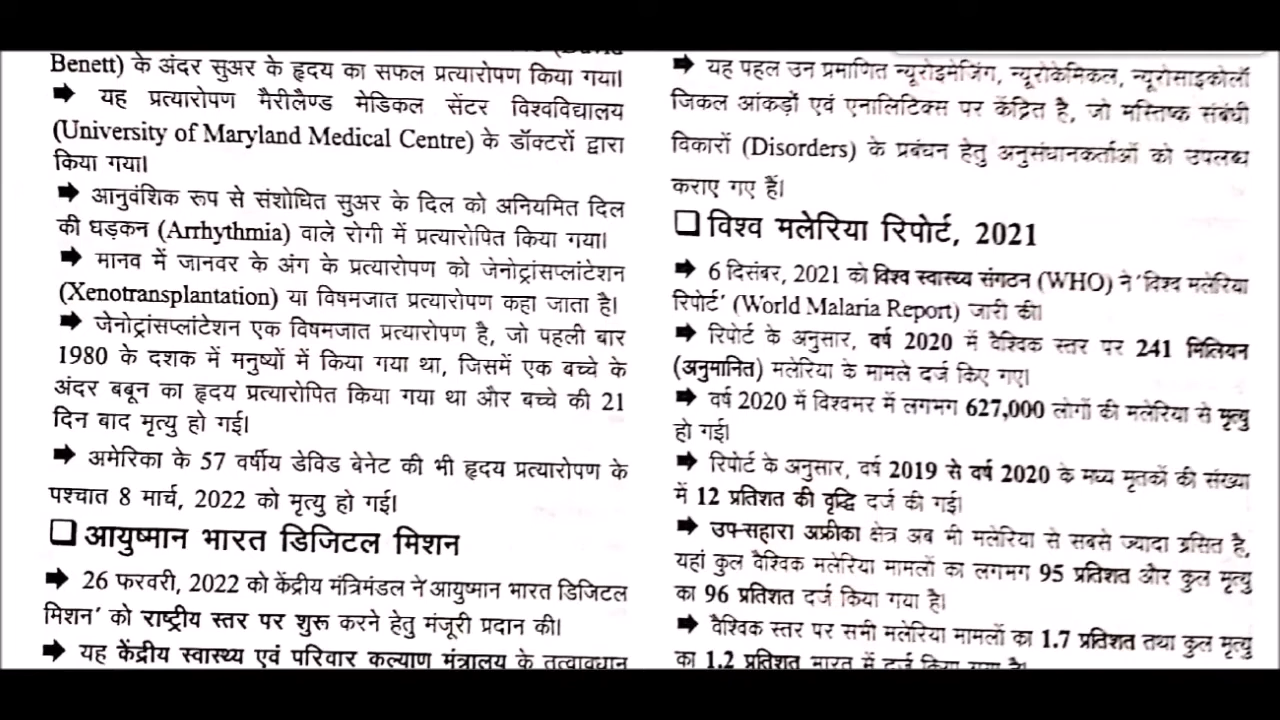 Benett) के अंदर सुअर के हृदय का सफल प्रत्यारोपण किया गया।
➡ यह प्रत्यारोपण मैरीलैण्ड मेडिकल सेंटर विश्वविद्यालय
(University of Maryland Medical Centre) के डॉक्टरों द्वारा
किया गया।
➡ आनुवंशिक रूप से संशोधित सुअर के दिल को अनियमित दिल
की धड़कन (Arrhythmia) वाले रोगी में प्रत्यारोपित किया गया।
➡ मानव में जानवर के अंग के प्रत्यारोपण को जेनोट्रांसप्लांटेशन
(Xenotransplantation) या विषमजात प्रत्यारोपण कहा जाता है।
➡ जेनोट्रांसप्लांटेशन एक विषमजात प्रत्यारोपण है, जो पहली बार
1980 के दशक में मनुष्यों में किया गया था, जिसमें एक बच्चे के
अंदर बबून का हृदय प्रत्यारोपित किया गया था और बच्चे की 21
दिन बाद मृत्यु हो गई।
➡ अमेरिका के 57 वर्षीय डेविड बेनेट की भी हृदय प्रत्यारोपण के
पश्चात 8 मार्च, 2022 को मृत्यु हो गई।
❑ आयुष्मान भारत डिजिटल मिशन
➡ 26 फरवरी, 2022 को केंद्रीय मंत्रिमंडल ने 'आयुष्मान भारत डिजिटल
मिशन' को राष्ट्रीय स्तर पर शुरू करने हेतु मंजूरी प्रदान की।
➡ यह केंद्रीय स्वास्थ्य एवं परिवार कल्याण मंत्रालय के तत्वावधान
➡ यह पहल उन प्रमाणित न्यूरोइमेजिंग, न्यूरोकेमिकल, न्यूरोसाइकोलॉ
जिकल आंकड़ों एवं एनालिटिक्स पर केंद्रित है, जो मस्तिष्क संबंधी
विकारों (Disorders) के प्रबंधन हेतु अनुसंधानकर्ताओं को उपलब्ध
कराए गए हैं।
❑ विश्व मलेरिया रिपोर्ट, 2021
➡ 6 दिसंबर, 2021 को विश्व स्वास्थ्य संगठन (WHO) ने 'विश्व मलेरिया
रिपोर्ट' (World Malaria Report) जारी की।
➡ रिपोर्ट के अनुसार, वर्ष 2020 में वैश्विक स्तर पर 241 मिलियन
(अनुमानित) मलेरिया के मामले दर्ज किए गए।
➡ वर्ष 2020 में विश्वभर में लगभग 627,000 लोगों की मलेरिया से मृत्यु
हो गई।
➡ रिपोर्ट के अनुसार, वर्ष 2019 से वर्ष 2020 के मध्य मृतकों की संख्या
में 12 प्रतिशत की वृद्धि दर्ज की गई।
➡ उप-सहारा अफ्रीका क्षेत्र अब भी मलेरिया से सबसे ज्यादा ग्रसित है,
यहां कुल वैश्विक मलेरिया मामलों का लगभग 95 प्रतिशत और कुल मृत्यु
का 96 प्रतिशत दर्ज किया गया है।
➡ वैश्विक स्तर पर सभी मलेरिया मामलों का 1.7 प्रतिशत तथा कुल मृत्यु
का 1.2 प्रतिशत भारत में दर्ज किया गया है।